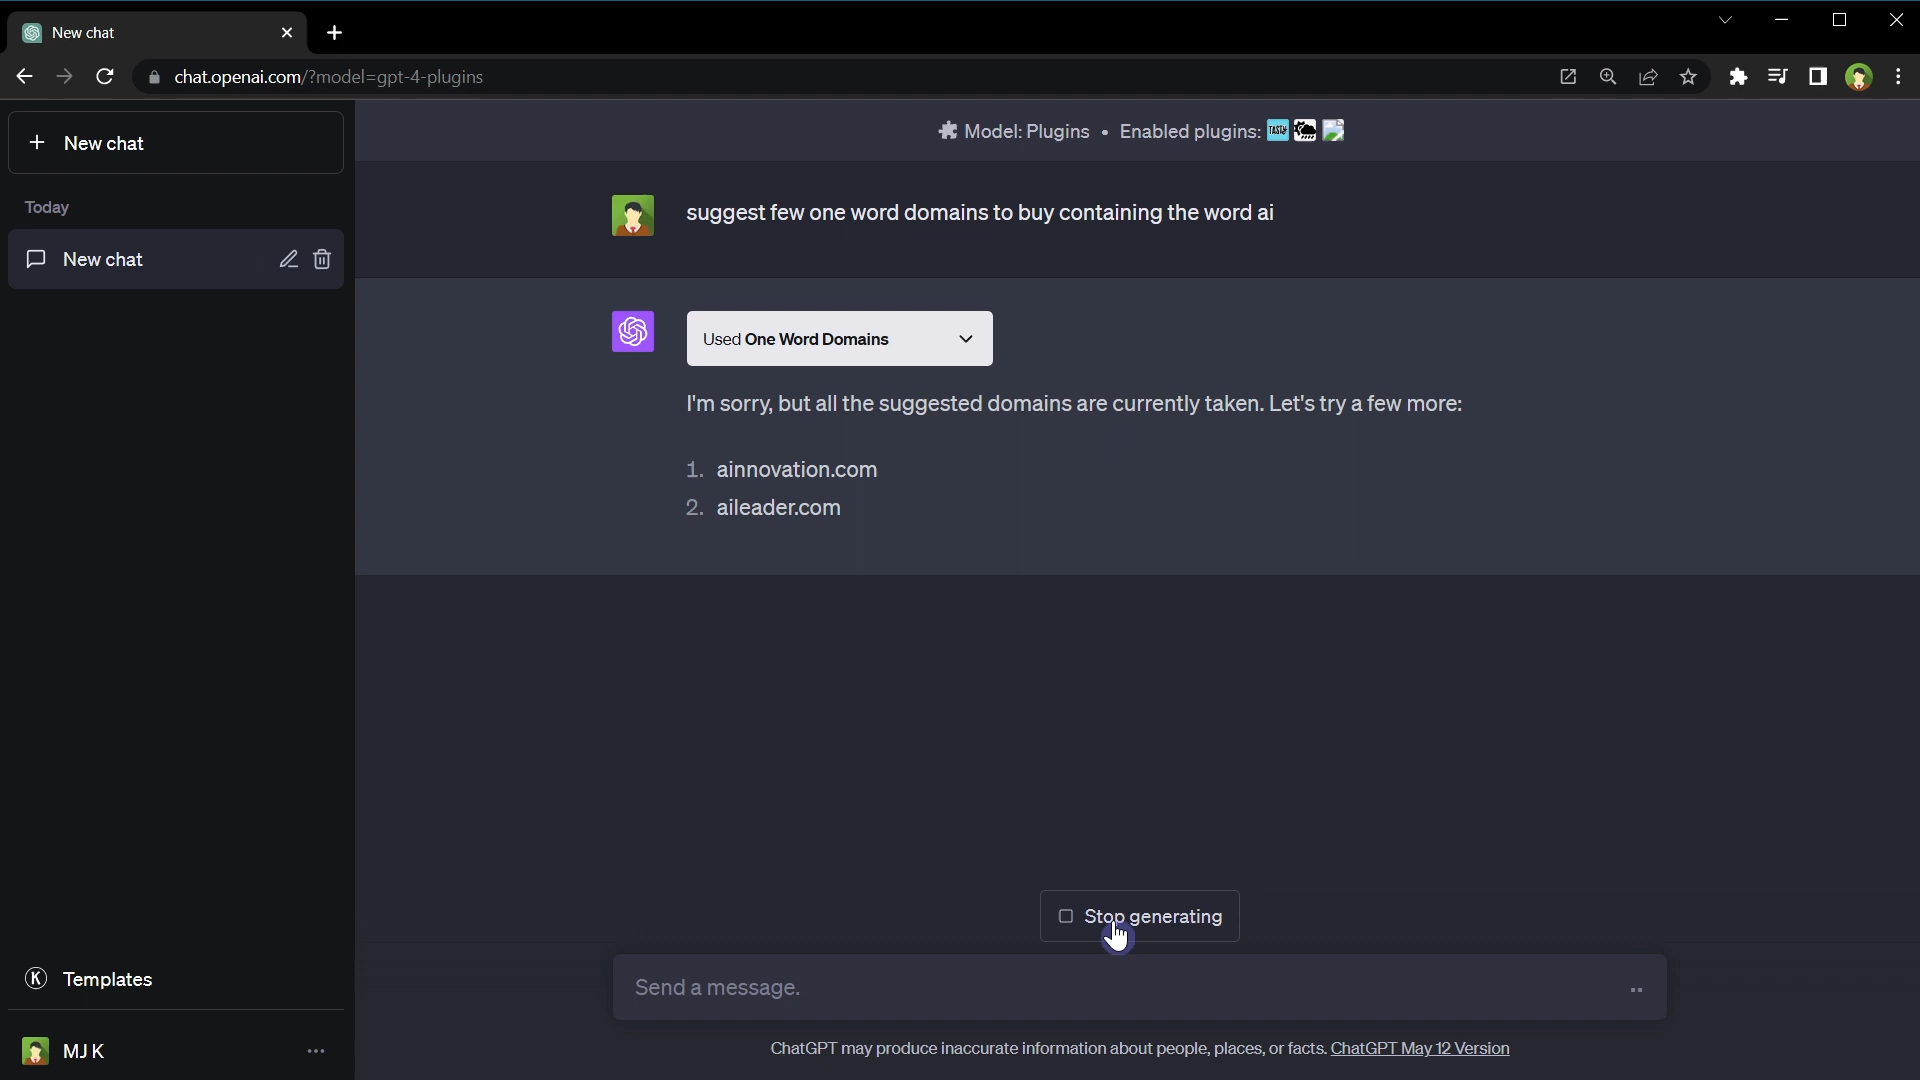 New chat
chat.openai.com/?model=gpt-4-plugins
New chat
Model: Plugins • Enabled plugins: TASTY
Today
suggest few one word domains to buy containing the word ai
New chat
Used One Word Domains
I'm sorry, but all the suggested domains are currently taken. Let's try a few more:
1. ainnovation.com
2. aileader.com
Stop generating
Templates
Send a message.
MJ K
ChatGPT may produce inaccurate information about people, places, or facts. ChatGPT May 12 Version